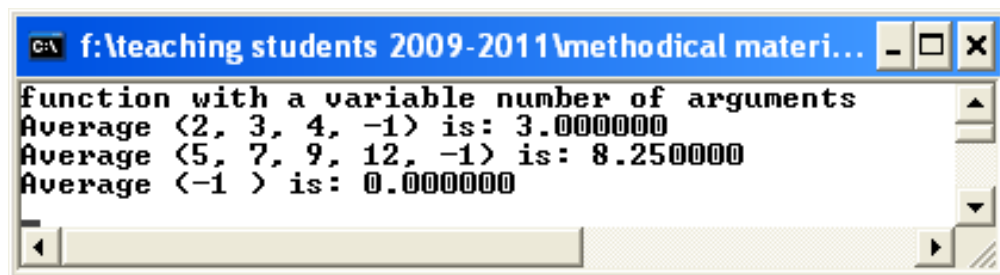 f:\teaching students 2009-2011\methodical materi...
function with a variable number of arguments
Average (2, 3, 4, -1) is: 3.000000
Average (5, 7, 9, 12, -1) is: 8.250000
Average (-1 ) is: 0.000000